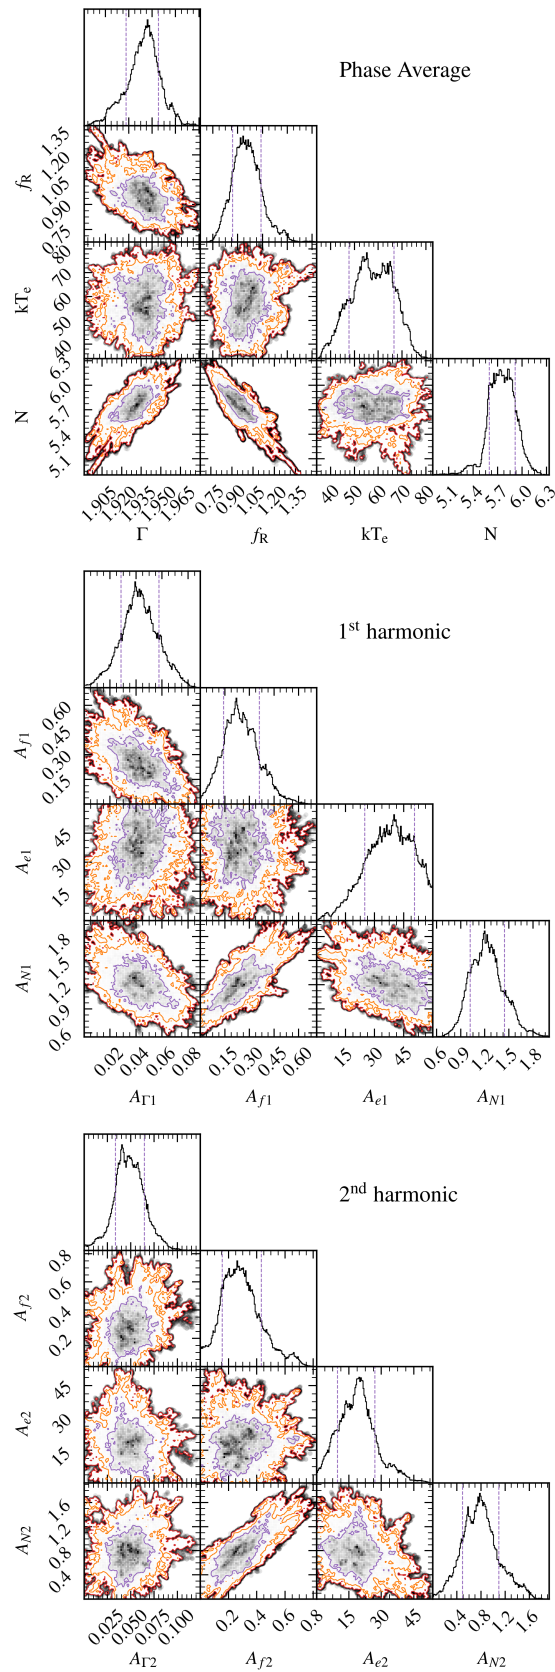 Phase Average
f_R
0.75 0.90 1.05 1.20 1.35
kT_e
40 50 60 70 80
N
5.1 5.4 5.7 6.0 6.3
1.905 1.920 1.935 1.950 1.965
0.75 0.90 1.05 1.20 1.35
40 50 60 70 80
5.1 5.4 5.7 6.0 6.3
Γ f_R kT_e N
1st harmonic
A_f1
0.15 0.30 0.45 0.60
A_e1
15 30 45
A_N1
0.6 0.9 1.2 1.5 1.8
0.02 0.04 0.06 0.08
0.15 0.30 0.45 0.60
15 30 45
0.6 0.9 1.2 1.5 1.8
A_Γ1 A_f1 A_e1 A_N1
2nd harmonic
A_f2
0.2 0.4 0.6 0.8
A_e2
15 30 45
A_N2
0.4 0.8 1.2 1.6
0.025 0.050 0.075 0.100
0.2 0.4 0.6 0.8
15 30 45
0.4 0.8 1.2 1.6
A_Γ2 A_f2 A_e2 A_N2